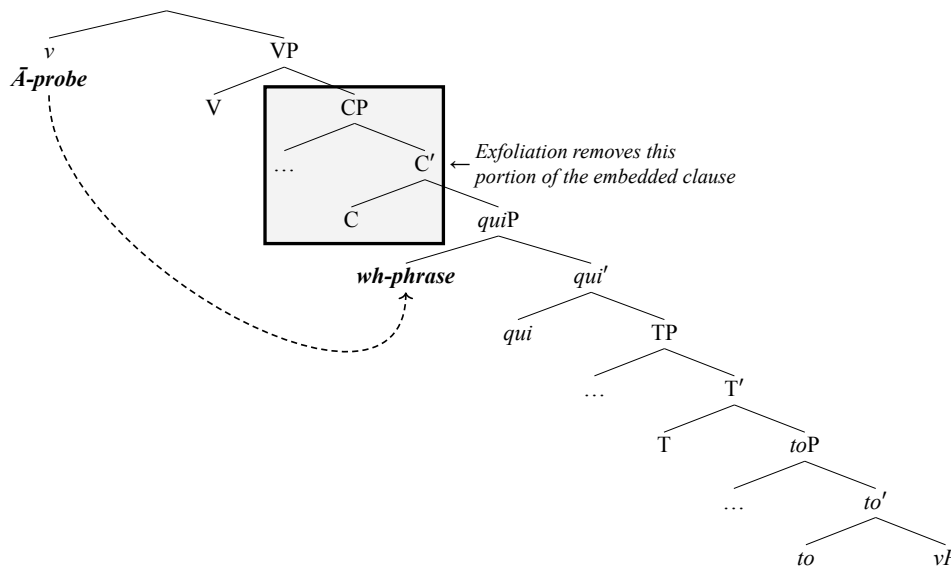 v VP
Ā-probe
V CP
… C′ ← Exfoliation removes this
portion of the embedded clause
C quiP
wh-phrase qui′
qui TP
… T′
T toP
… to′
to vP